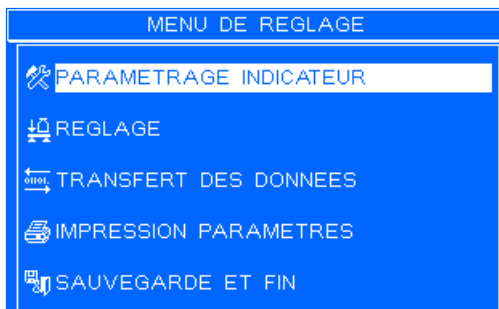 MENU DE REGLAGE
PARAMETRAGE INDICATEUR
REGLAGE
TRANSFERT DES DONNEES
IMPRESSION PARAMETRES
SAUVEGARDE ET FIN